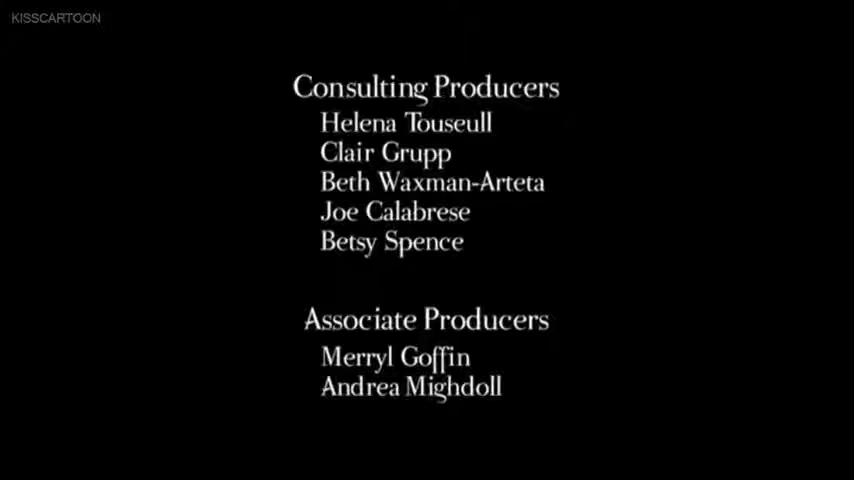 KISSCARTOON
Consulting Producers
Helena Touseull
Clair Grupp
Beth Waxman-Arteta
Joe Calabrese
Betsy Spence
Associate Producers
Merryl Goffin
Andrea Mighdoll